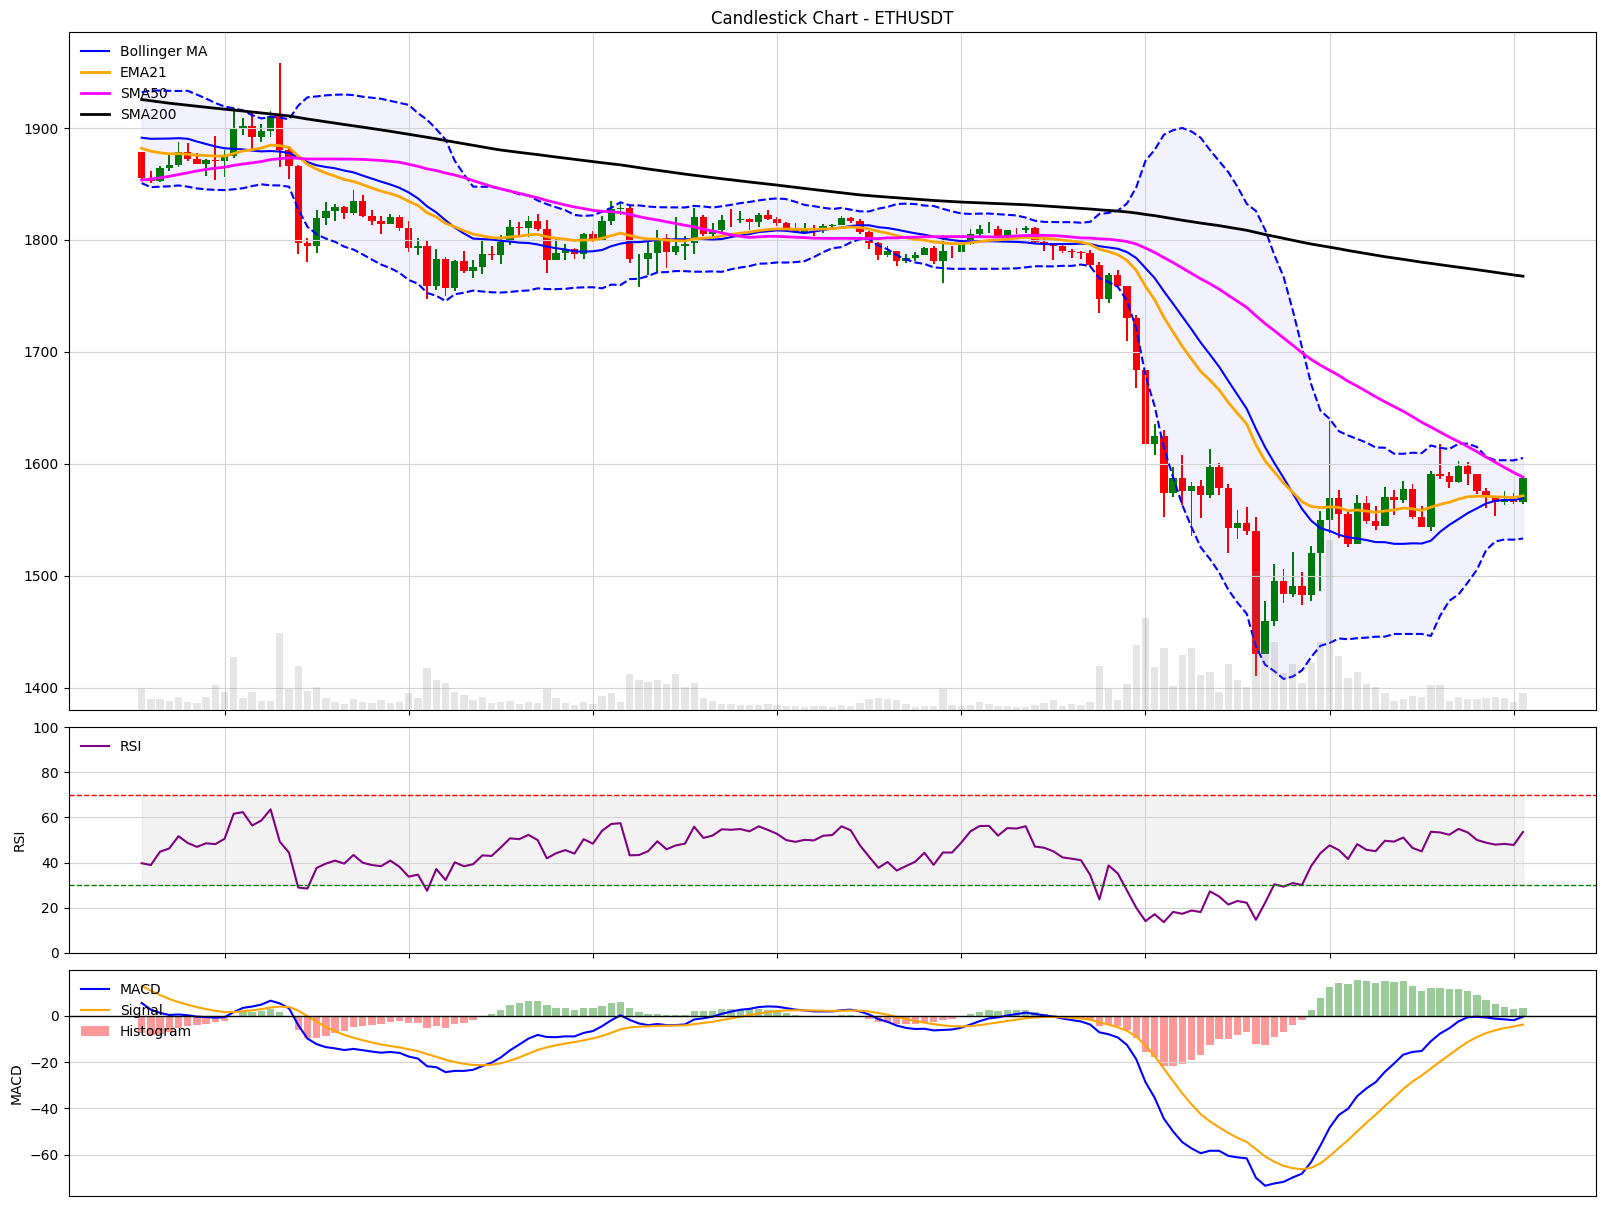 Candlestick Chart - ETHUSDT
Bollinger MA
EMA21
SMA50
SMA200
1900
1800
1700
1600
1500
1400
RSI
100
80
60
40
20
0
RSI
MACD
Signal
Histogram
0
−20
−40
−60
MACD